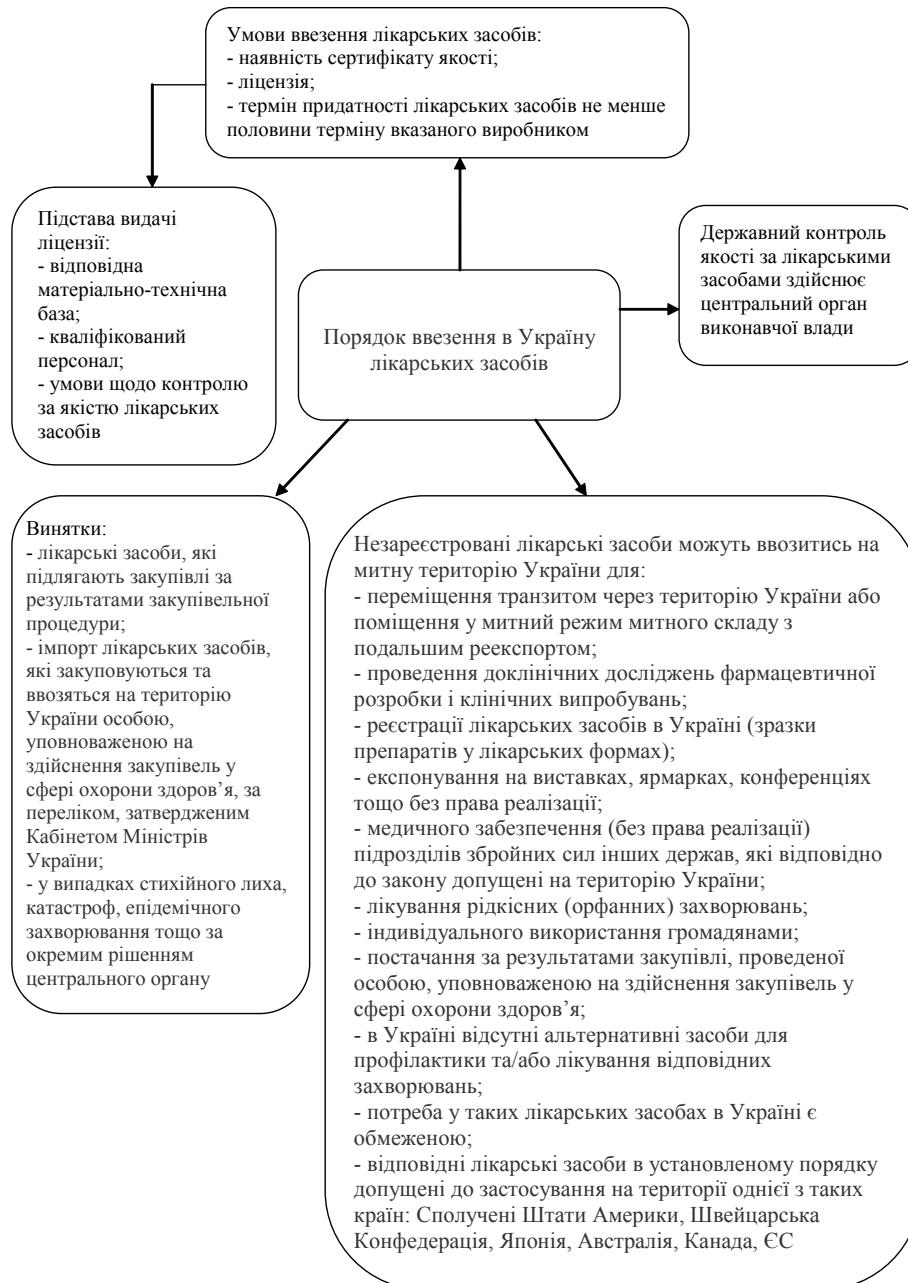 Умови ввезення лікарських засобів:
- наявність сертифікату якості;
- ліцензія;
- термін придатності лікарських засобів не менше
половини терміну вказаного виробником
Підстава видачі
ліцензії:
- відповідна
матеріально-технічна
база;
- кваліфікований
персонал;
- умови щодо контролю
за якістю лікарських
засобів
Державний контроль
якості за лікарськими
засобами здійснює
центральний орган
виконавчої влади
Порядок ввезення в Україну
лікарських засобів
Винятки:
- лікарські засоби, які
підлягають закупівлі за
результатами закупівельної
процедури;
- імпорт лікарських засобів,
які закуповуються та
ввозяться на територію
України особою,
уповноваженою на
здійснення закупівель у
сфері охорони здоров’я, за
переліком, затвердженим
Кабінетом Міністрів
України;
- у випадках стихійного лиха,
катастроф, епідемічного
захворювання тощо за
окремим рішенням
центрального органу
Незареєстровані лікарські засоби можуть ввозитись на
митну територію України для:
- переміщення транзитом через територію України або
поміщення у митний режим митного складу з
подальшим реекспортом;
- проведення доклінічних досліджень фармацевтичної
розробки і клінічних випробувань;
- реєстрації лікарських засобів в Україні (зразки
препаратів у лікарських формах);
- експонування на виставках, ярмарках, конференціях
тощо без права реалізації;
- медичного забезпечення (без права реалізації)
підрозділів збройних сил інших держав, які відповідно
до закону допущені на територію України;
- лікування рідкісних (орфанних) захворювань;
- індивідуального використання громадянами;
- постачання за результатами закупівлі, проведеної
особою, уповноваженою на здійснення закупівель у
сфері охорони здоров’я;
- в Україні відсутні альтернативні засоби для
профілактики та/або лікування відповідних
захворювань;
- потреба у таких лікарських засобах в Україні є
обмеженою;
- відповідні лікарські засоби в установленому порядку
допущені до застосування на території однієї з таких
країн: Сполучені Штати Америки, Швейцарська
Конфедерація, Японія, Австралія, Канада, ЄС